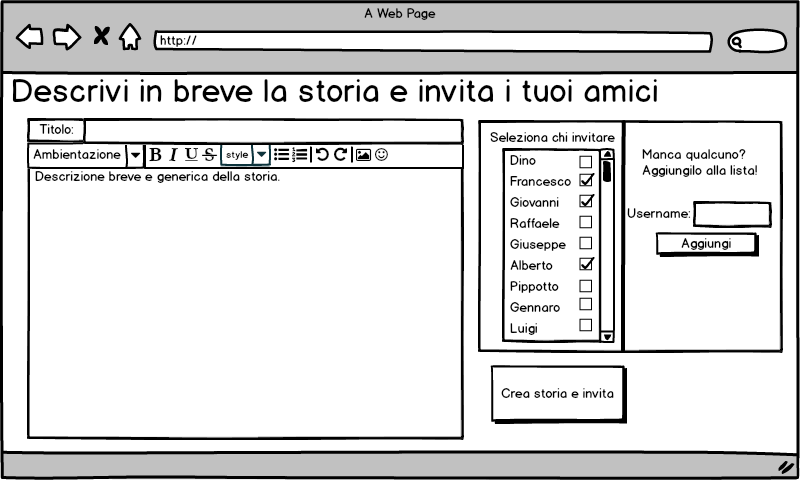 A Web Page
http://
Descrivi in breve la storia e invita i tuoi amici
Titolo:
Ambientazione B I U S style
Descrizione breve e generica della storia.
Seleziona chi invitare
Dino
Francesco
Giovanni
Raffaele
Giuseppe
Alberto
Pippotto
Gennaro
Luigi
Manca qualcuno?
Aggiungilo alla lista!
Username:
Aggiungi
Crea storia e invita